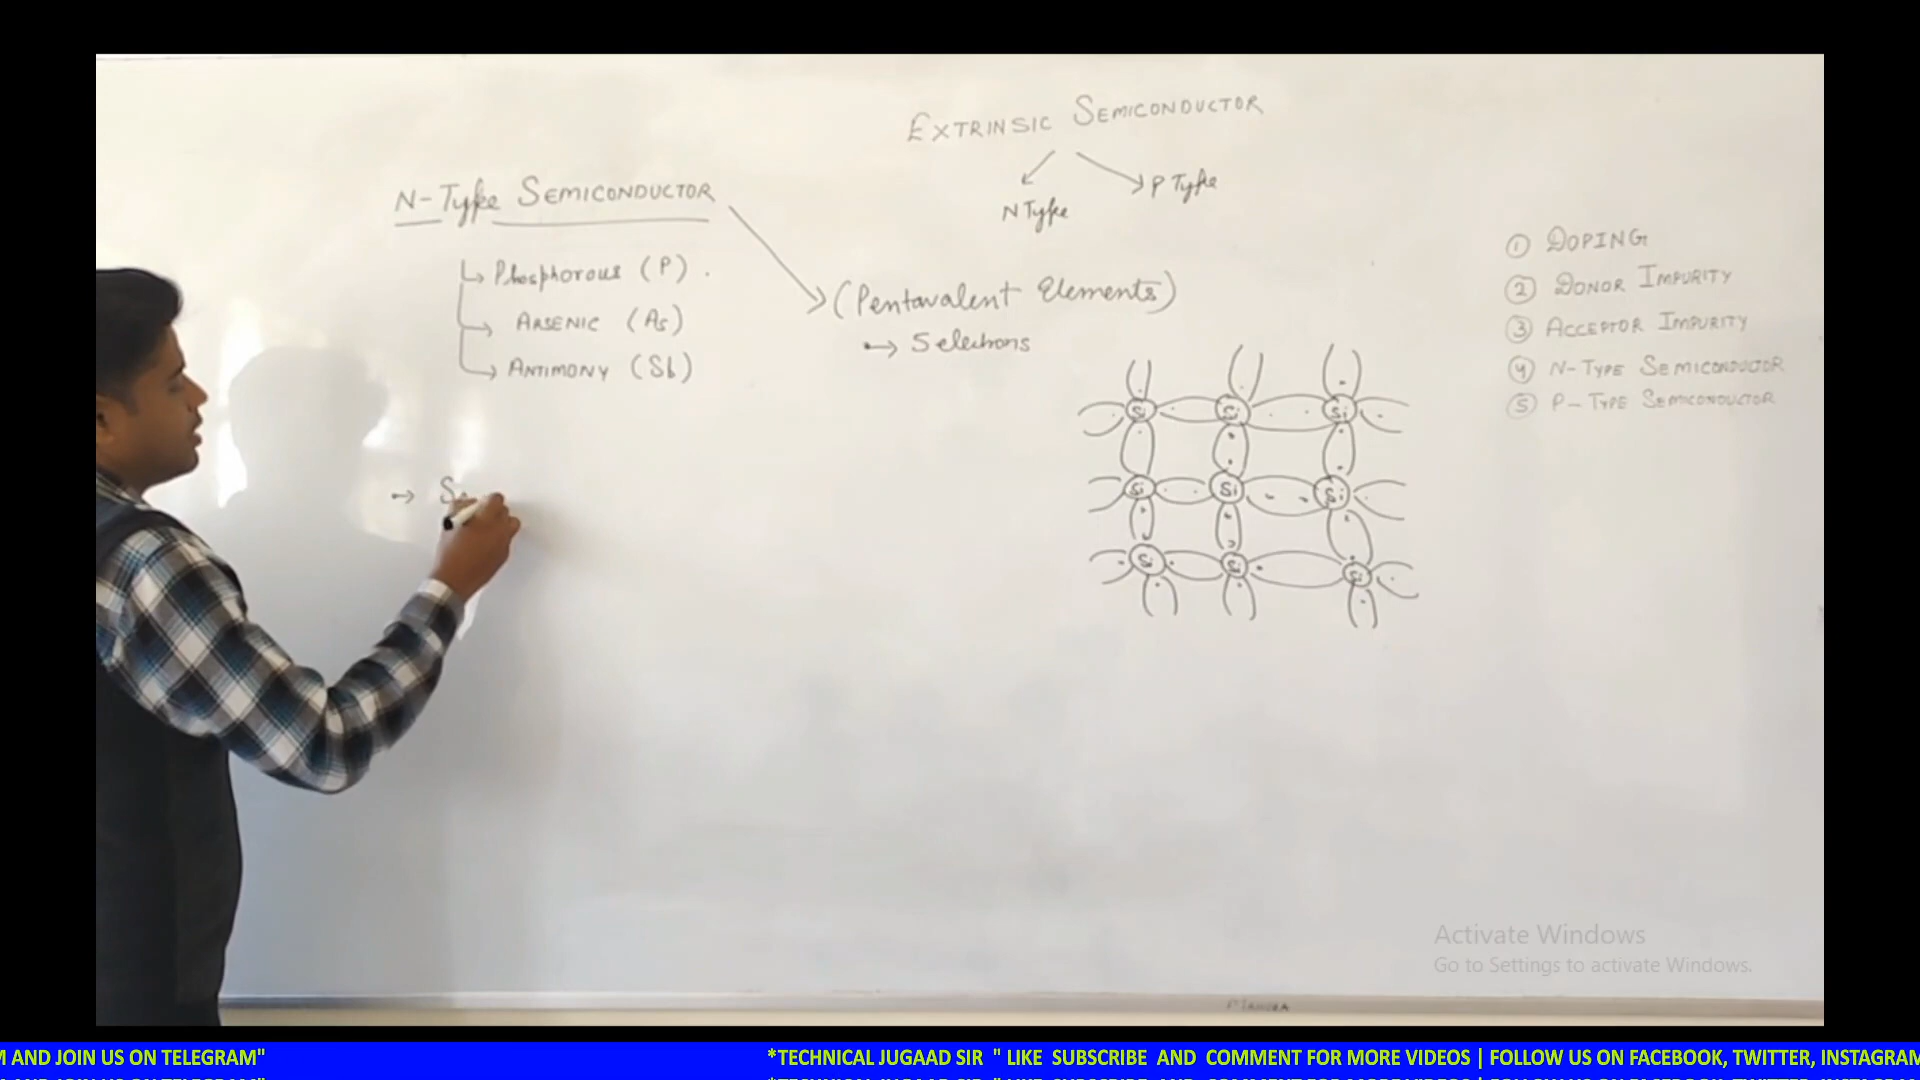 EXTRINSIC SEMICONDUCTOR
N Type
P Type
N-Type SEMICONDUCTOR
Phosphorous (P) .
ARSENIC (As)
ANTIMONY (Sb)
(Pentavalent Elements)
5 electrons
S
Si Si Si
Si Si Si
Si Si Si
① DOPING
② DONOR IMPURITY
③ ACCEPTOR IMPURITY
④ N-TYPE SEMICONDUCTOR
⑤ P-TYPE SEMICONDUCTOR
Activate Windows
Go to Settings to activate Windows.
M AND JOIN US ON TELEGRAM" *TECHNICAL JUGAAD SIR " LIKE SUBSCRIBE AND COMMENT FOR MORE VIDEOS | FOLLOW US ON FACEBOOK, TWITTER, INSTAGRAM